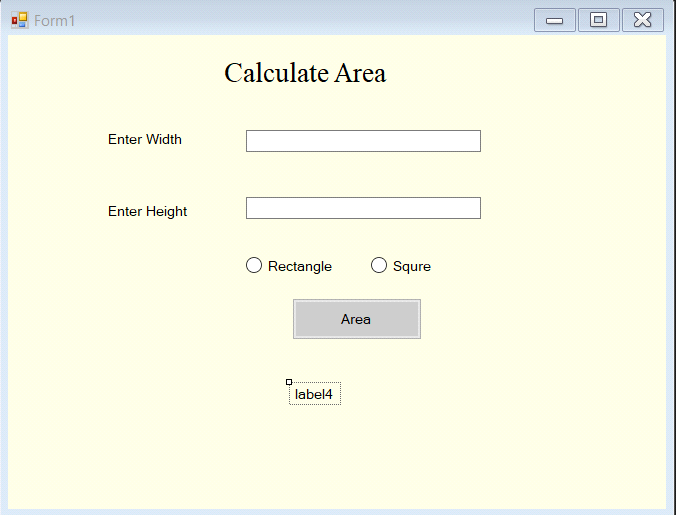 Form1
Calculate Area
Enter Width
Enter Height
Rectangle Squre
Area
label4